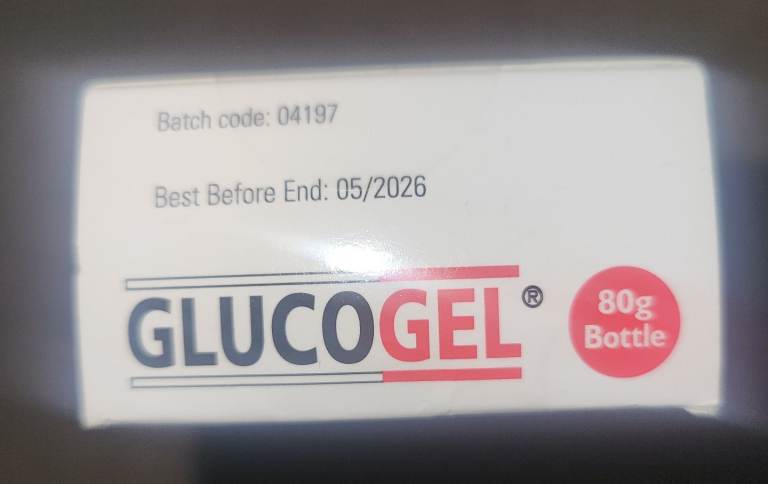 Batch code: 04197
Best Before End: 05/2026
GLUCOGEL®
80g
Bottle